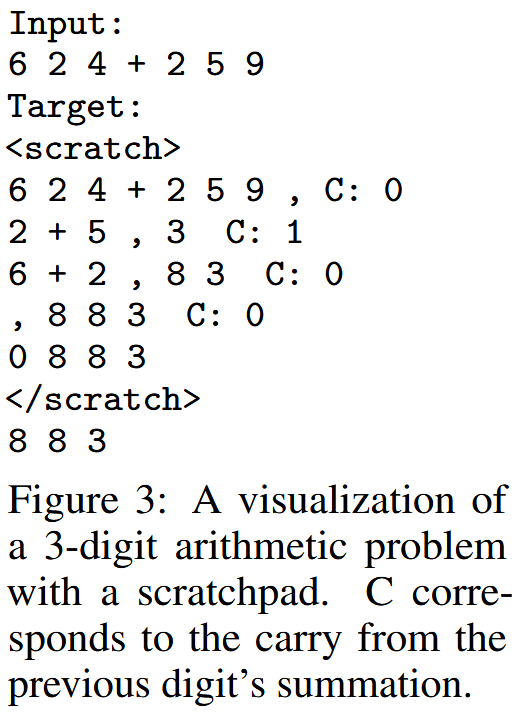 Input:
6 2 4 + 2 5 9
Target:
<scratch>
6 2 4 + 2 5 9 , C: 0
2 + 5 , 3  C: 1
6 + 2 , 8 3  C: 0
, 8 8 3  C: 0
0 8 8 3
</scratch>
8 8 3
Figure 3: A visualization of
a 3-digit arithmetic problem
with a scratchpad. C corre-
sponds to the carry from the
previous digit's summation.